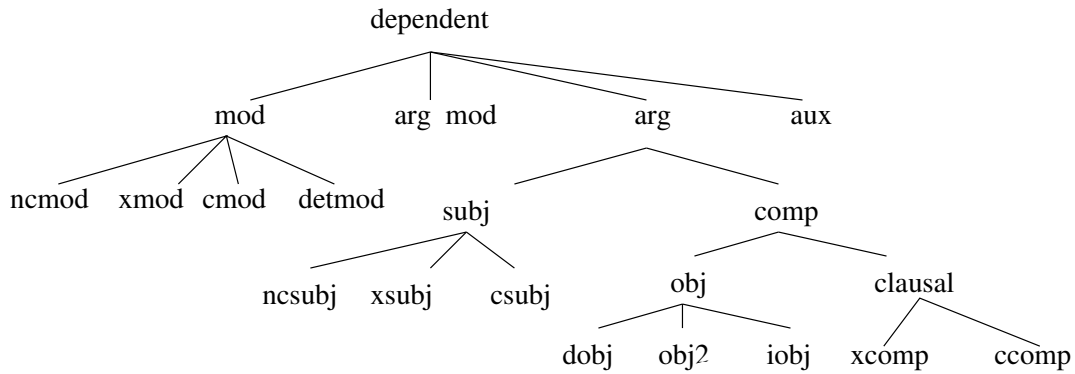 dependent
mod arg mod arg aux
ncmod xmod cmod detmod
subj comp
ncsubj xsubj csubj
obj clausal
dobj obj2 iobj xcomp ccomp